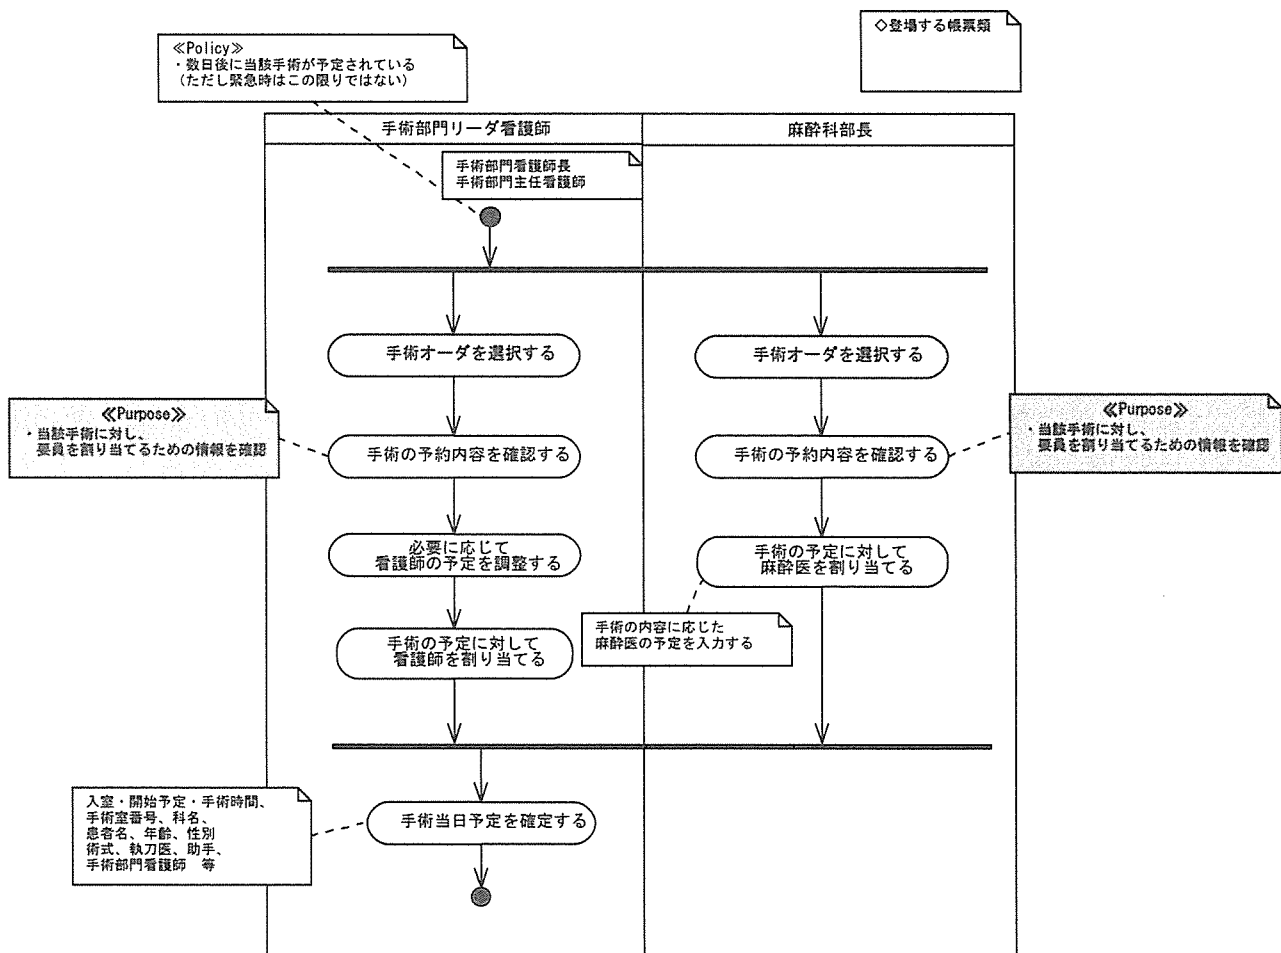 ◇登場する帳票類
≪Policy≫
・数日後に当該手術が予定されている
（ただし緊急時はこの限りではない）
手術部門リーダ看護師
麻酔科部長
手術部門看護師長
手術部門主任看護師
手術オーダを選択する
手術オーダを選択する
≪Purpose≫
・当該手術に対し、
要員を割り当てるための情報を確認
手術の予約内容を確認する
手術の予約内容を確認する
≪Purpose≫
・当該手術に対し、
要員を割り当てるための情報を確認
必要に応じて
看護師の予定を調整する
手術の予定に対して
麻酔医を割り当てる
手術の内容に応じた
麻酔医の予定を入力する
手術の予定に対して
看護師を割り当てる
入室・開始予定・手術時間、
手術室番号、科名、
患者名、年齢、性別
術式、執刀医、助手、
手術部門看護師　等
手術当日予定を確定する